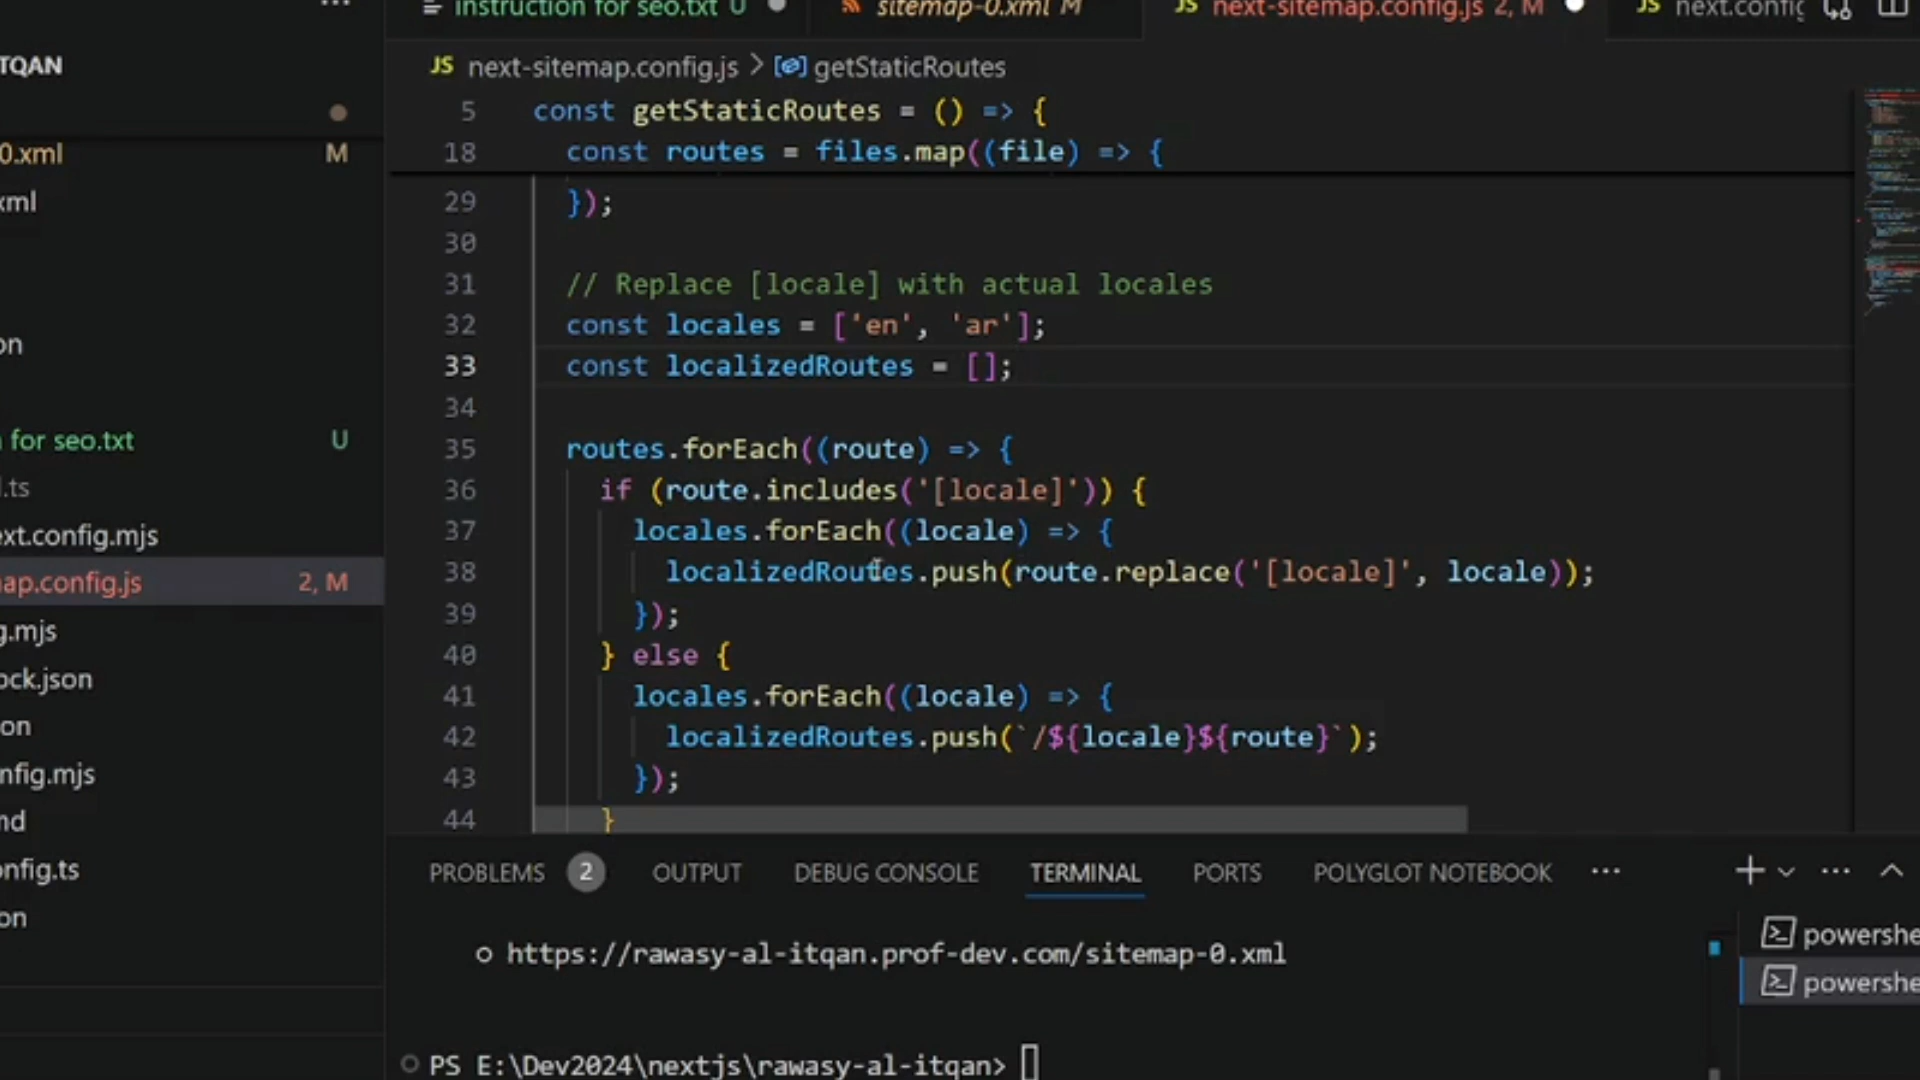 instruction for seo.txt U
sitemap-0.xml M
JS next-sitemap.config.js 2, M
JS next.config
TQAN
0.xml M
xml
on
for seo.txt U
.ts
ext.config.mjs
ap.config.js 2, M
g.mjs
ock.json
on
nfig.mjs
md
onfig.ts
on
JS next-sitemap.config.js > getStaticRoutes
5 const getStaticRoutes = () => {
18 const routes = files.map((file) => {
29 });
30
31 // Replace [locale] with actual locales
32 const locales = ['en', 'ar'];
33 const localizedRoutes = [];
34
35 routes.forEach((route) => {
36 if (route.includes('[locale]')) {
37 locales.forEach((locale) => {
38 localizedRoutes.push(route.replace('[locale]', locale));
39 });
40 } else {
41 locales.forEach((locale) => {
42 localizedRoutes.push(`/${locale}${route}`);
43 });
44 }
PROBLEMS 2 OUTPUT DEBUG CONSOLE TERMINAL PORTS POLYGLOT NOTEBOOK ...
○ https://rawasy-al-itqan.prof-dev.com/sitemap-0.xml
PS E:\Dev2024\nextjs\rawasy-al-itqan>
powershe
powershe